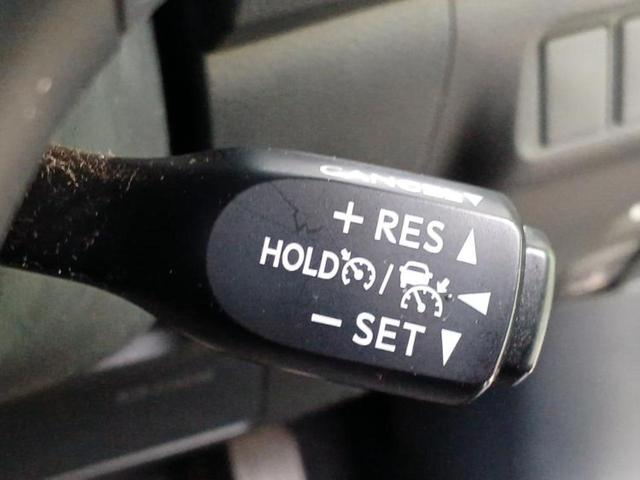 CANCEL
+ RES
HOLD /
− SET